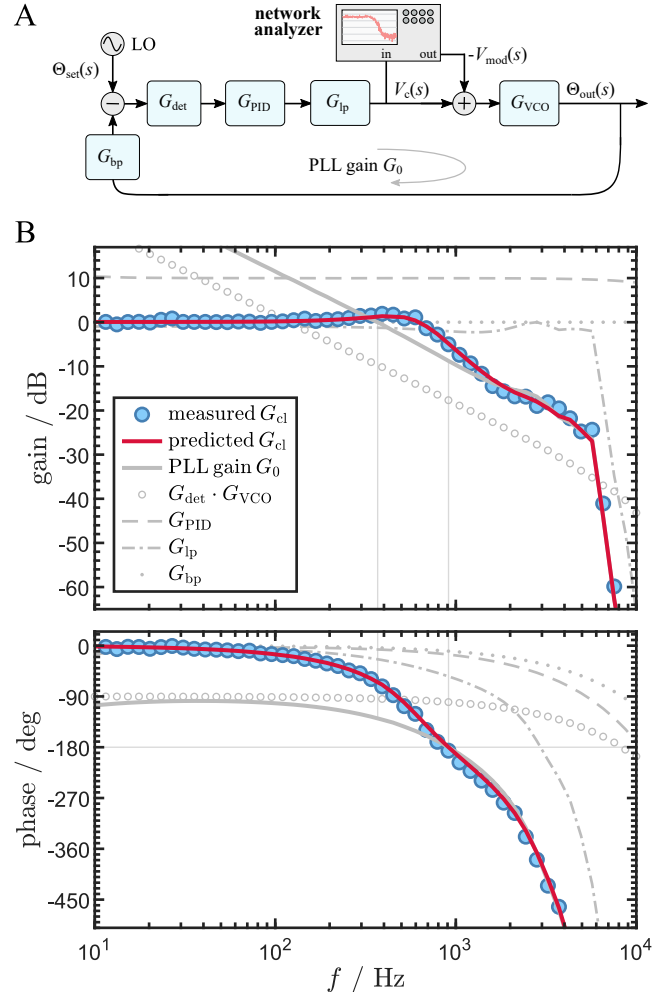 A
network
analyzer
LO
Θset(s)
in
out
-Vmod(s)
−
Gdet
GPID
Glp
Vc(s)
+
GVCO
Θout(s)
Gbp
PLL gain G0
B
10
0
-10
-20
-30
-40
-50
-60
gain / dB
measured Gcl
predicted Gcl
PLL gain G0
Gdet · GVCO
GPID
Glp
Gbp
0
-90
-180
-270
-360
-450
phase / deg
10^1
10^2
10^3
10^4
f / Hz